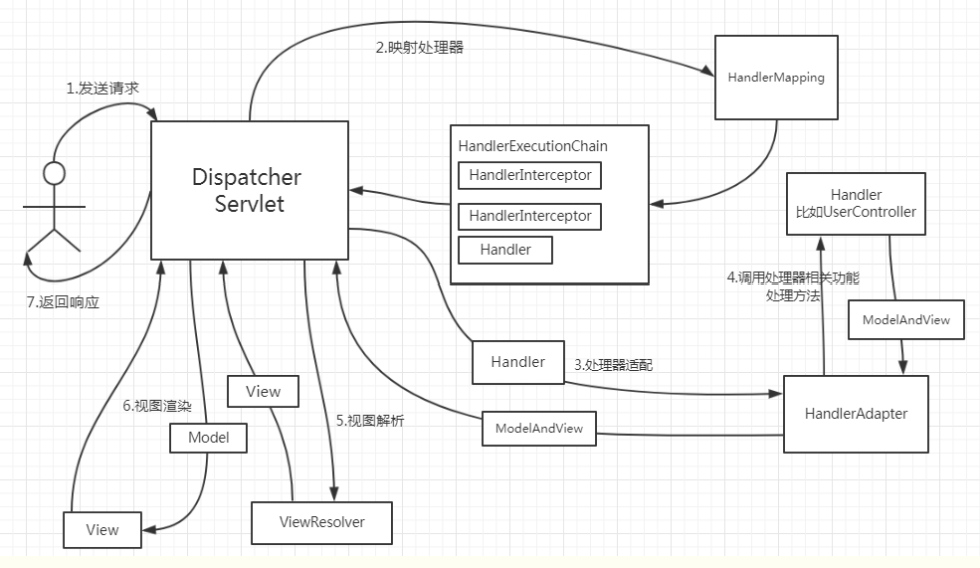 2.映射处理器
1.发送请求
HandlerMapping
Dispatcher
Servlet
HandlerExecutionChain
HandlerInterceptor
HandlerInterceptor
Handler
Handler
比如UserController
7.返回响应
4.调用处理器相关功能
处理方法
ModelAndView
Handler
3.处理器适配
HandlerAdapter
ModelAndView
View
5.视图解析
6.视图渲染
Model
View
ViewResolver